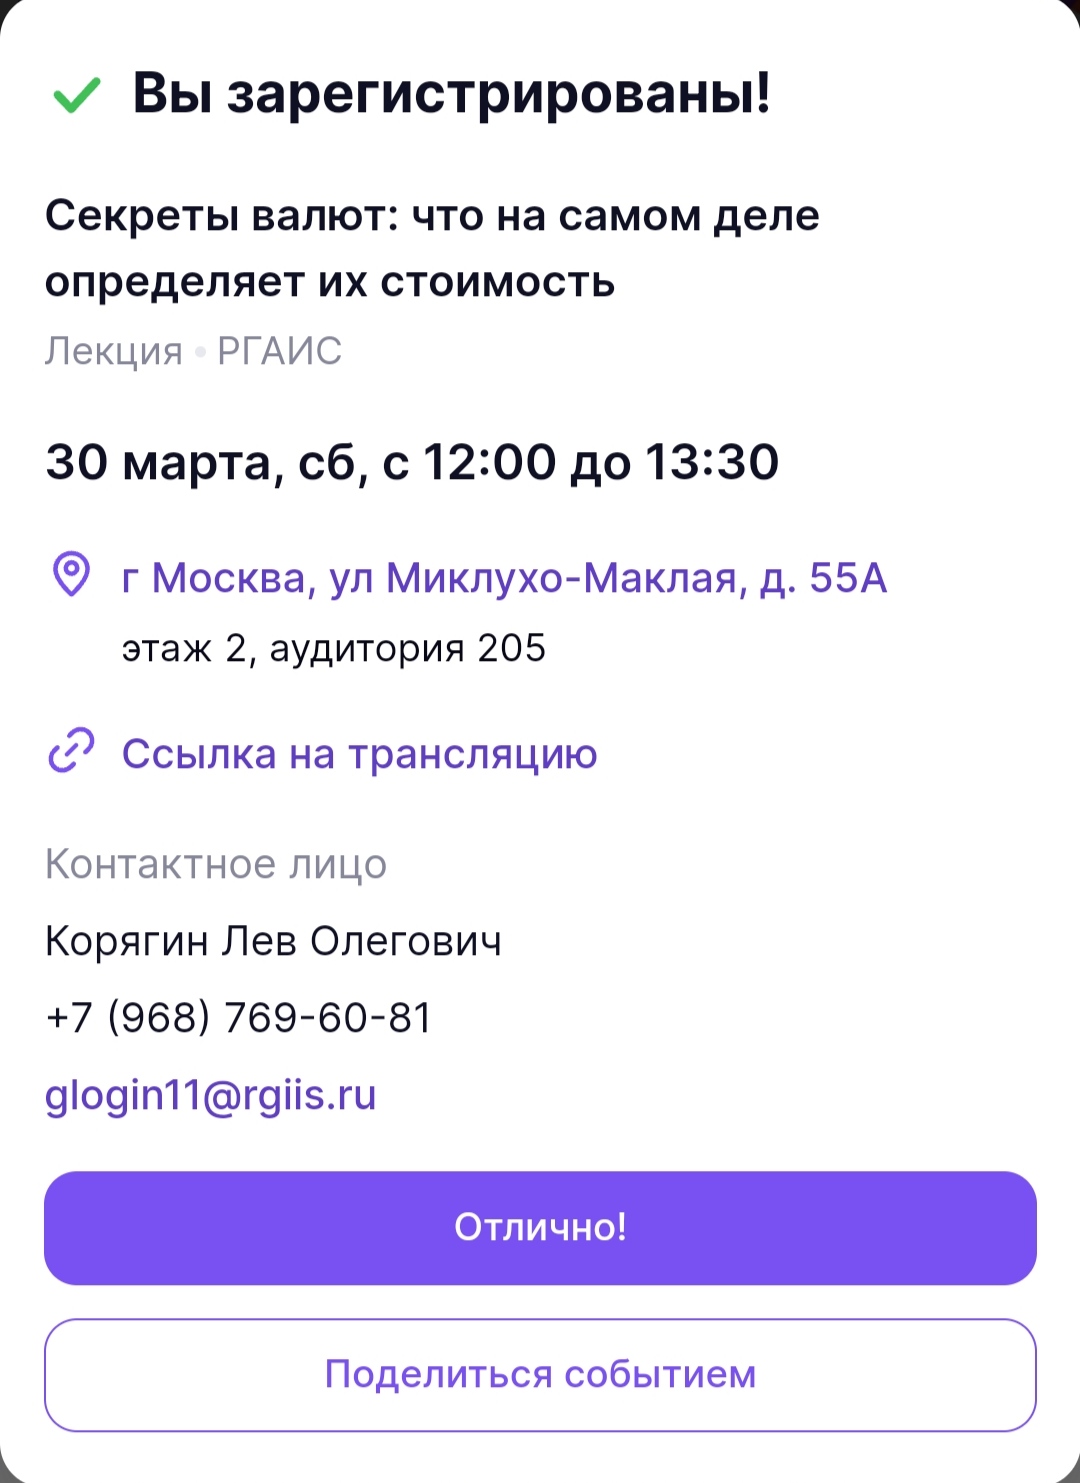 Вы зарегистрированы!
Секреты валют: что на самом деле
определяет их стоимость
Лекция • РГАИС
30 марта, сб, с 12:00 до 13:30
г Москва, ул Миклухо-Маклая, д. 55А
этаж 2, аудитория 205
Ссылка на трансляцию
Контактное лицо
Корягин Лев Олегович
+7 (968) 769-60-81
glogin11@rgiis.ru
Отлично!
Поделиться событием